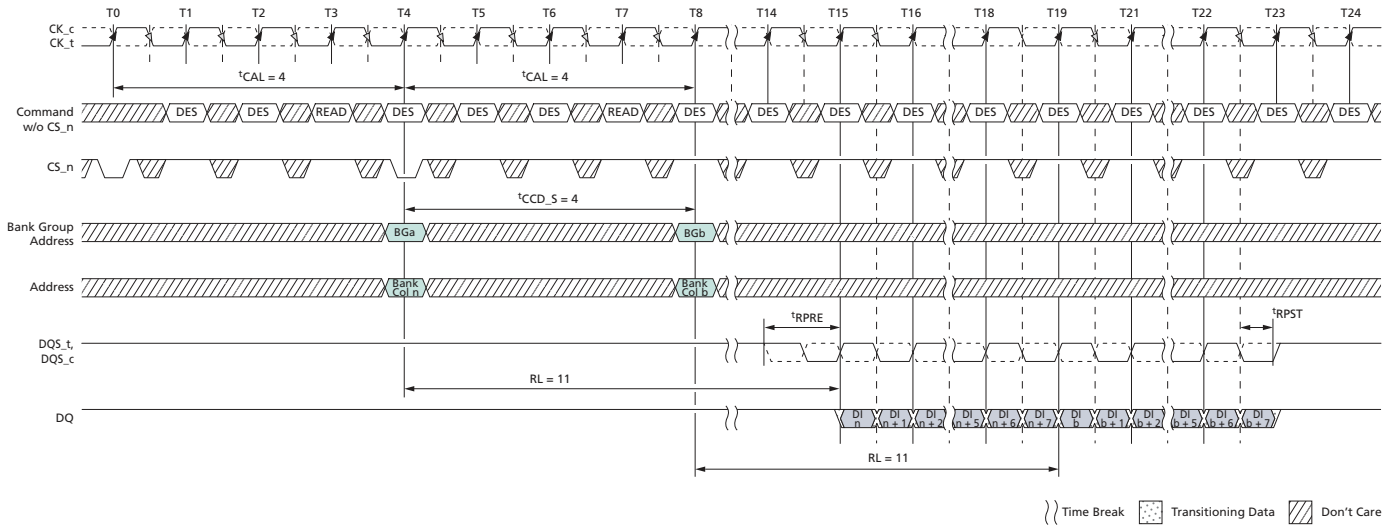 T0 T1 T2 T3 T4 T5 T6 T7 T8 T14 T15 T16 T18 T19 T21 T22 T23 T24
CK_c
CK_t
tCAL = 4 tCAL = 4
Command
w/o CS_n
DES DES READ DES DES DES READ DES DES DES DES DES DES DES DES DES DES
CS_n
tCCD_S = 4
Bank Group
Address
BGa BGb
Address
Bank
Col n
Bank
Col b
tRPRE tRPST
DQS_t,
DQS_c
RL = 11
DQ
DI
n
DI
n + 1
DI
n + 2
DI
n + 5
DI
n + 6
DI
n + 7
DI
b
DI
b + 1
DI
b + 2
DI
b + 5
DI
b + 6
DI
b + 7
RL = 11
Time Break Transitioning Data Don't Care